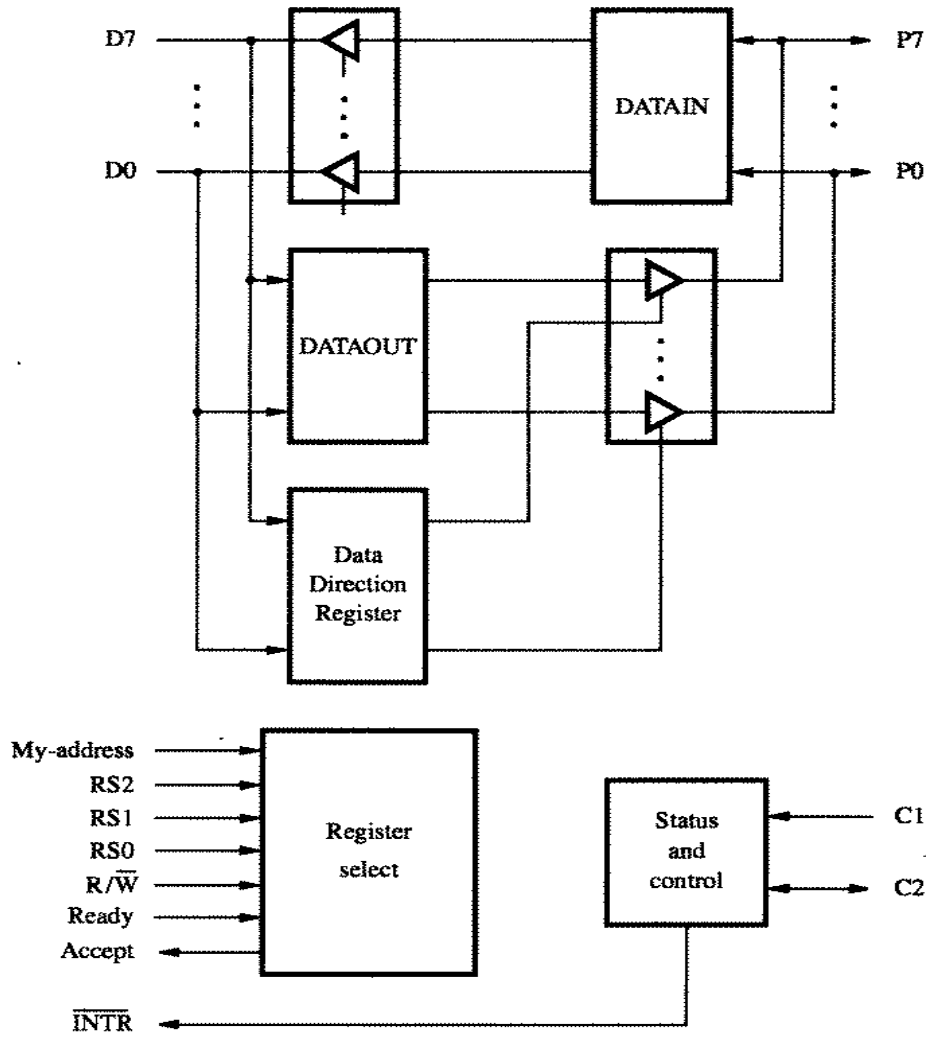 D7
P7
DATAIN
D0
P0
DATAOUT
Data
Direction
Register
My-address
RS2
RS1
RS0
R/W̅
Ready
Accept
Register
select
Status
and
control
C1
C2
I̅N̅T̅R̅